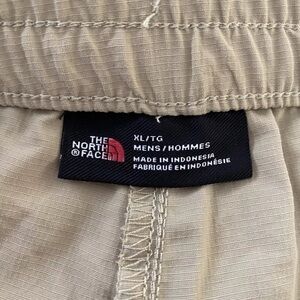 THE
NORTH
® FACE
XL/TG
MENS/HOMMES
MADE IN INDONESIA
FABRIQUÉ EN INDONÉSIE